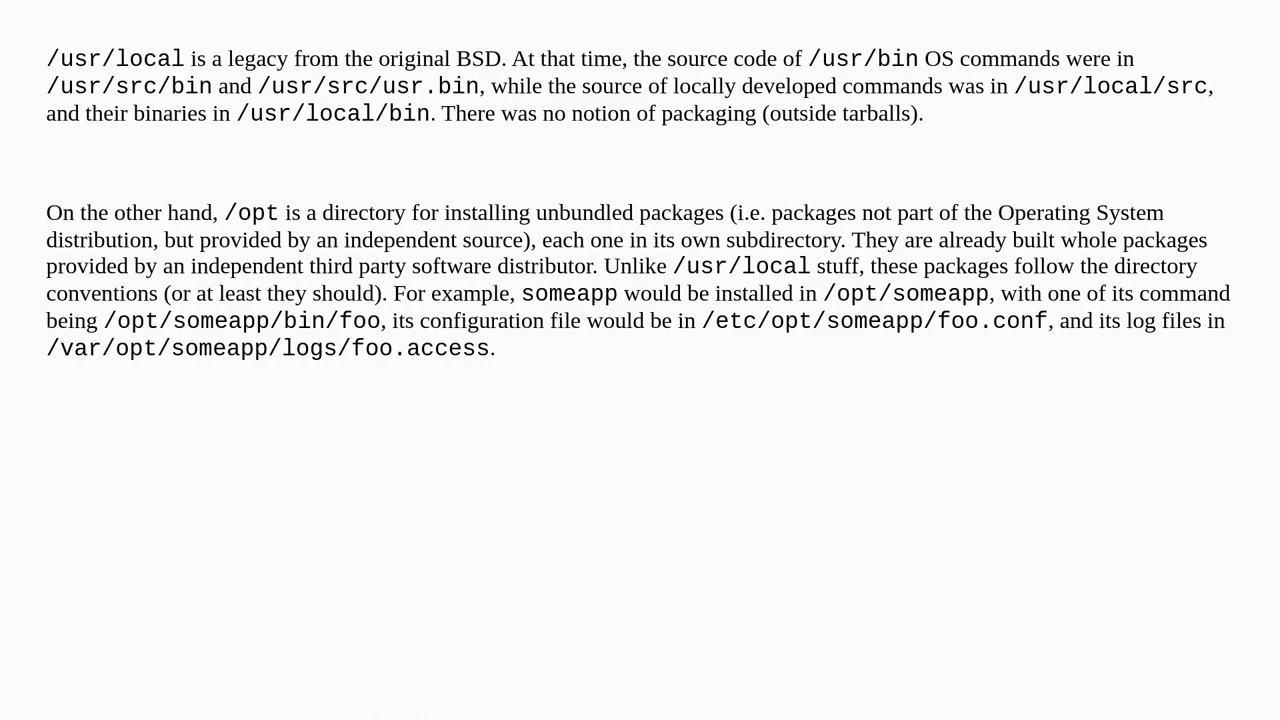 /usr/local is a legacy from the original BSD. At that time, the source code of /usr/bin OS commands were in
/usr/src/bin and /usr/src/usr.bin, while the source of locally developed commands was in /usr/local/src,
and their binaries in /usr/local/bin. There was no notion of packaging (outside tarballs).
On the other hand, /opt is a directory for installing unbundled packages (i.e. packages not part of the Operating System
distribution, but provided by an independent source), each one in its own subdirectory. They are already built whole packages
provided by an independent third party software distributor. Unlike /usr/local stuff, these packages follow the directory
conventions (or at least they should). For example, someapp would be installed in /opt/someapp, with one of its command
being /opt/someapp/bin/foo, its configuration file would be in /etc/opt/someapp/foo.conf, and its log files in
/var/opt/someapp/logs/foo.access.